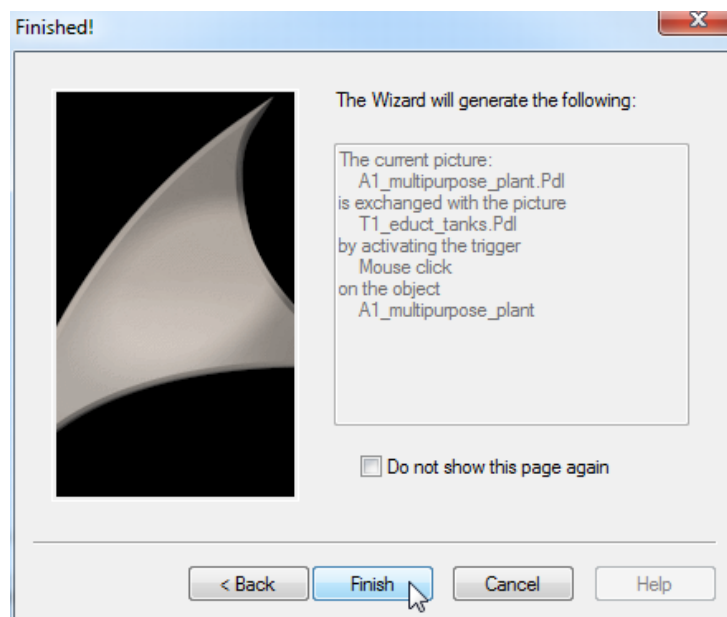 Finished!
The Wizard will generate the following:
The current picture:
A1_multipurpose_plant.Pdl
is exchanged with the picture
T1_educt_tanks.Pdl
by activating the trigger
Mouse click
on the object
A1_multipurpose_plant
Do not show this page again
< Back
Finish
Cancel
Help